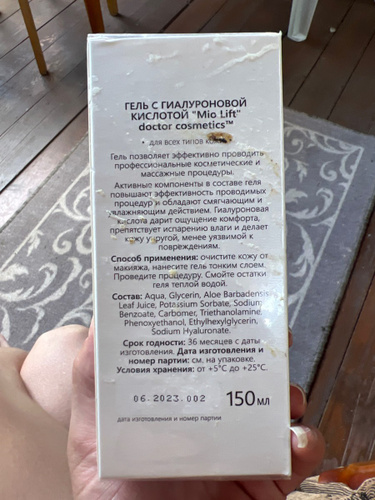 ГЕЛЬ С ГИАЛУРОНОВОЙ
КИСЛОТОЙ "Mio Lift"
doctor cosmetics™
• для всех типов кожи
Гель позволяет эффективно проводить
профессиональные косметические и
массажные процедуры.
Активные компоненты в составе геля
повышают эффективность проводимых
процедур и обладают смягчающим и
увлажняющим действием. Гиалуроновая
кислота дарит ощущение комфорта,
препятствует испарению влаги и делает
кожу упругой, менее уязвимой к
повреждениям.
Способ применения: очистите кожу от
макияжа, нанесите гель тонким слоем.
Проведите процедуру. Смойте остатки
геля теплой водой.
Состав: Aqua, Glycerin, Aloe Barbadensis
Leaf Juice, Potassium Sorbate, Sodium
Benzoate, Carbomer, Triethanolamine,
Phenoxyethanol, Ethylhexylglycerin,
Sodium Hyaluronate.
Срок годности: 36 месяцев с даты
изготовления. Дата изготовления и
номер партии: см. на упаковке.
Условия хранения: от +5°C до +25°C.
06.2023.002
150 мл
дата изготовления и номер партии